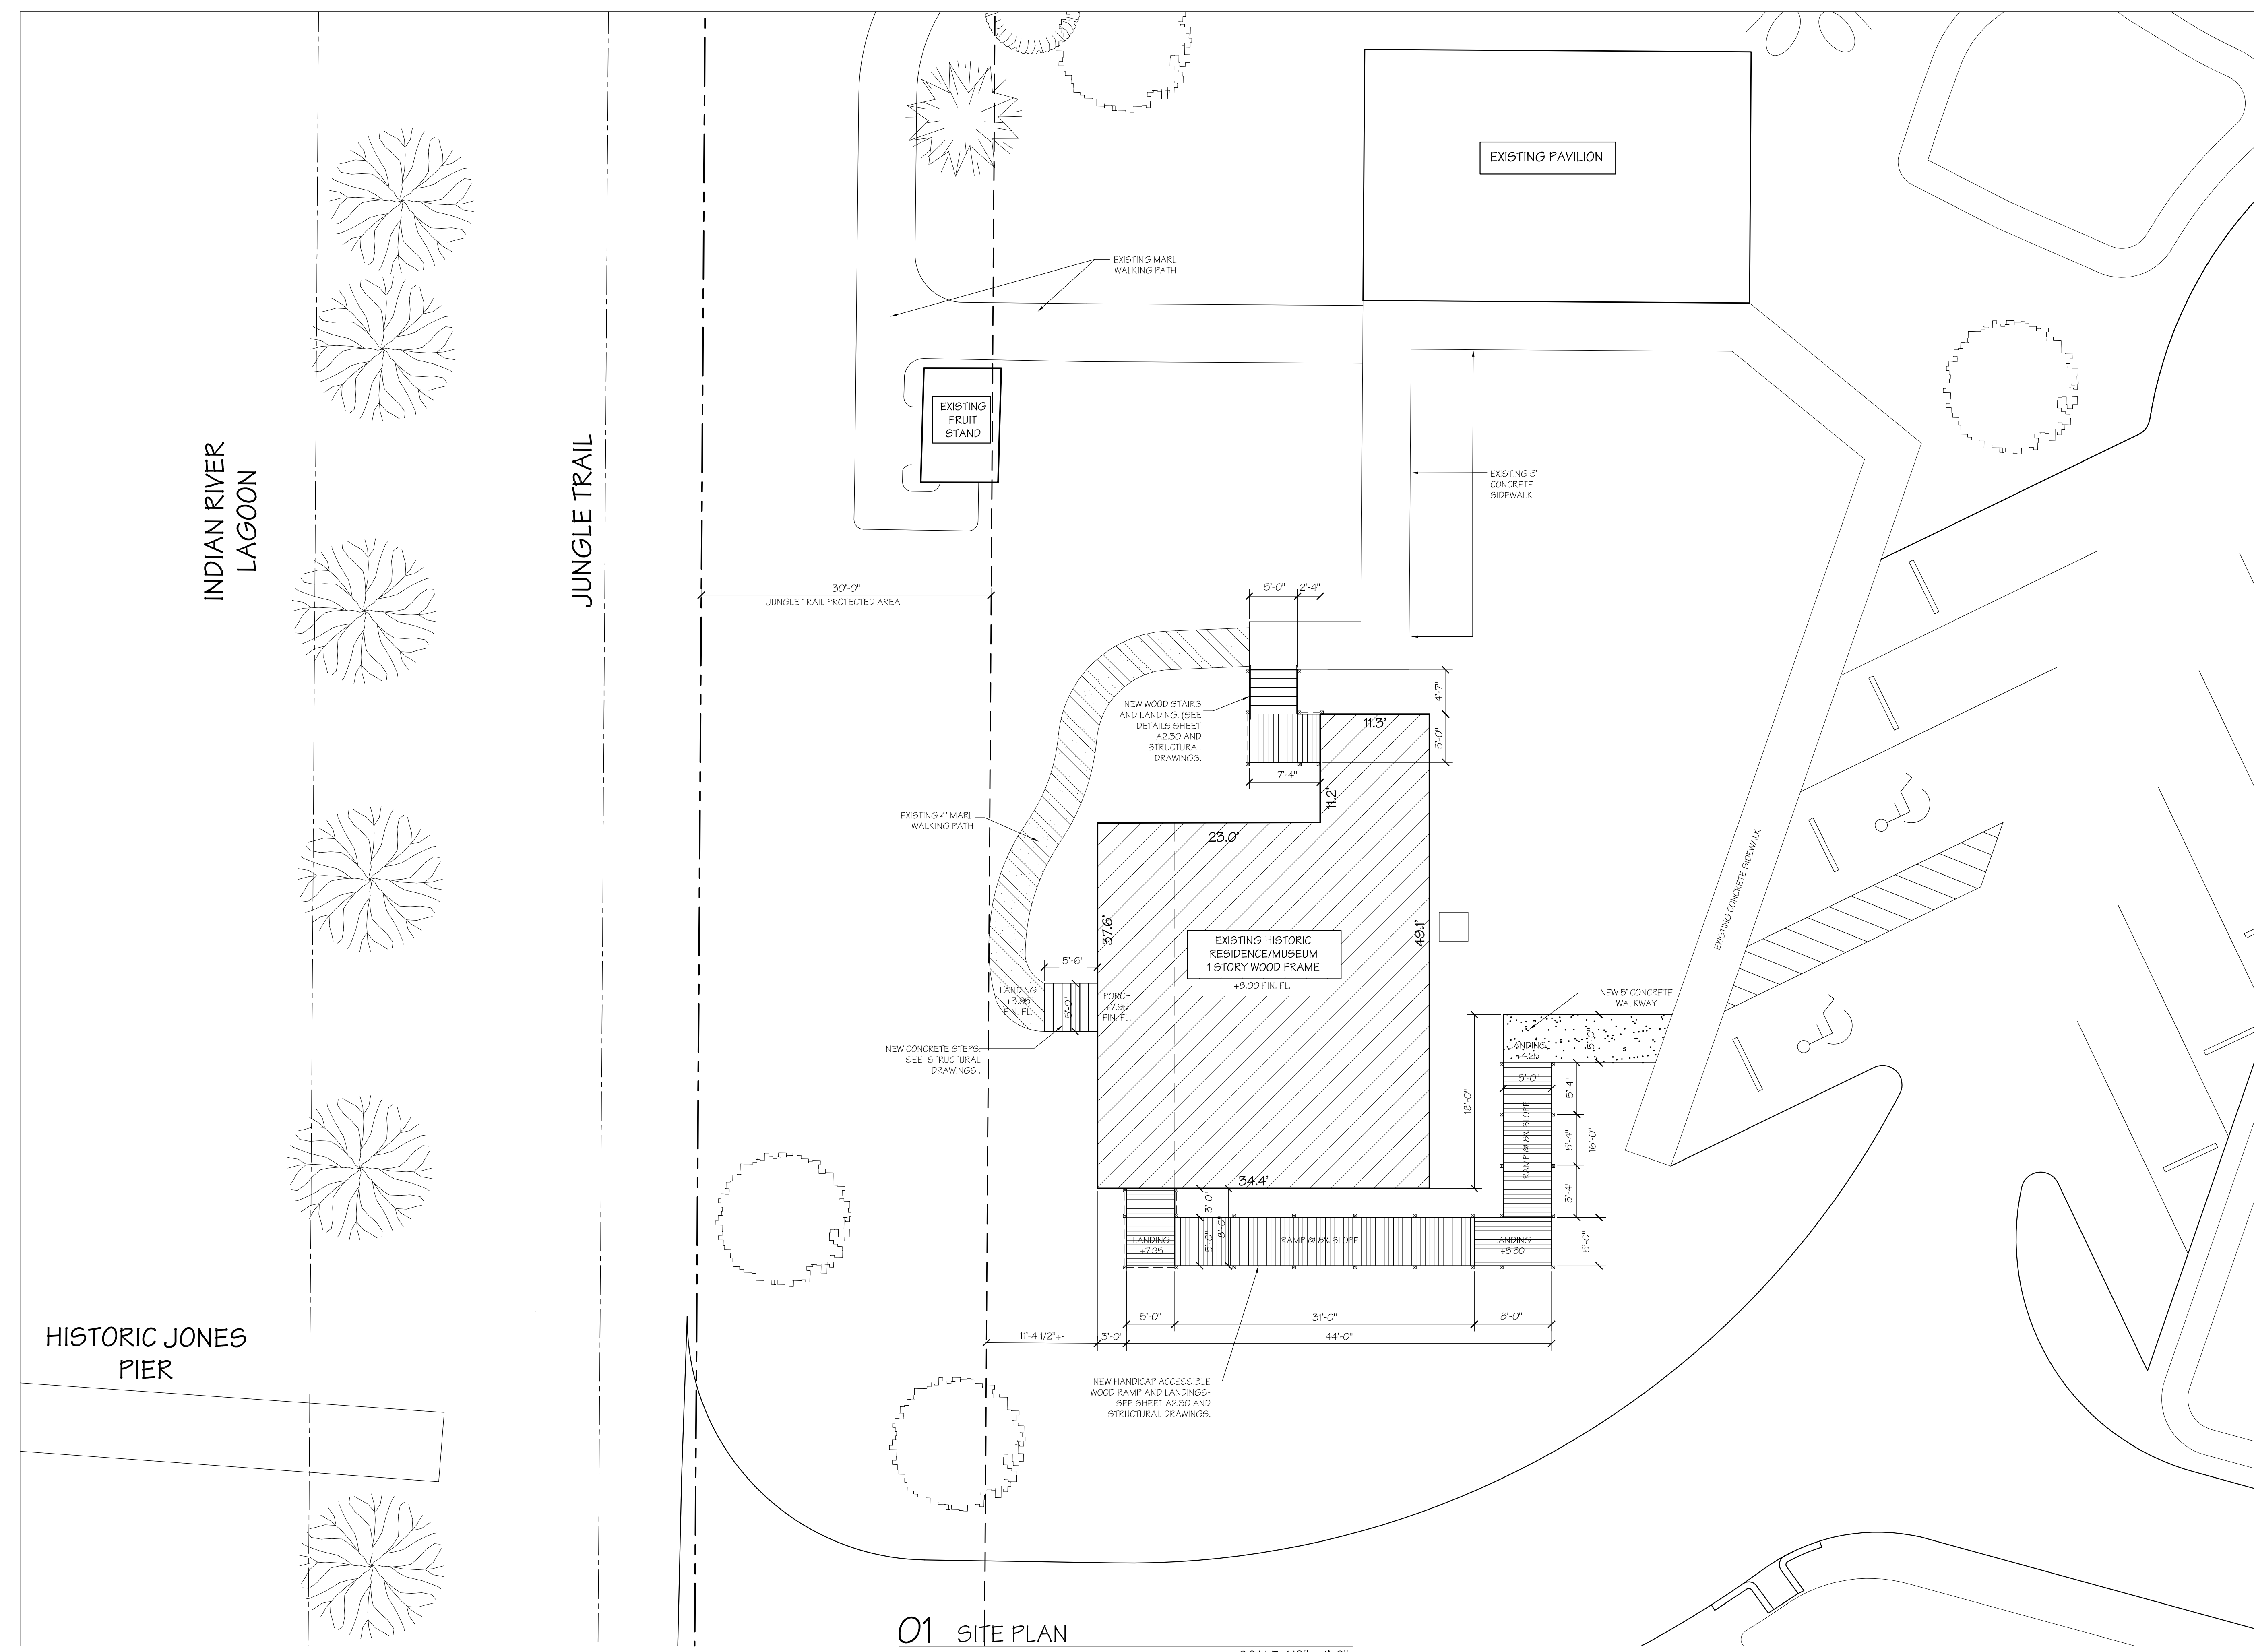 EXISTING PAVILION
EXISTING MARL
WALKING PATH
EXISTING
FRUIT
STAND
INDIAN RIVER
LAGOON
JUNGLE TRAIL
EXISTING 5'
CONCRETE
SIDEWALK
30'-0"
JUNGLE TRAIL PROTECTED AREA
5'-0"
2'-4"
4'-7"
NEW WOOD STAIRS
AND LANDING. (SEE
DETAILS SHEET
A2.30 AND
STRUCTURAL
DRAWINGS.
11.3'
5'-0"
7'-4"
11.2'
EXISTING 4' MARL
WALKING PATH
23.0'
37.6'
49.1'
EXISTING CONCRETE SIDEWALK
EXISTING HISTORIC
RESIDENCE/MUSEUM
1 STORY WOOD FRAME
+8.00 FIN. FL.
5'-6"
LANDING
+3.95
FIN. FL.
5'-0"
PORCH
+7.95
FIN. FL.
NEW CONCRETE STEPS.
SEE STRUCTURAL
DRAWINGS .
NEW 5' CONCRETE
WALKWAY
LANDING
+4.25
5'-0"
5'-0"
18'-0"
RAMP @ 8% SLOPE
5'-4"
5'-4"
5'-4"
16'-0"
34.4'
3'-0"
5'-0"
8'-0"
LANDING
+7.95
RAMP @ 8% SLOPE
LANDING
+5.50
5'-0"
5'-0"
31'-0"
8'-0"
11'-4 1/2"+-
3'-0"
44'-0"
HISTORIC JONES
PIER
NEW HANDICAP ACCESSIBLE
WOOD RAMP AND LANDINGS-
SEE SHEET A2.30 AND
STRUCTURAL DRAWINGS.
01 SITE PLAN